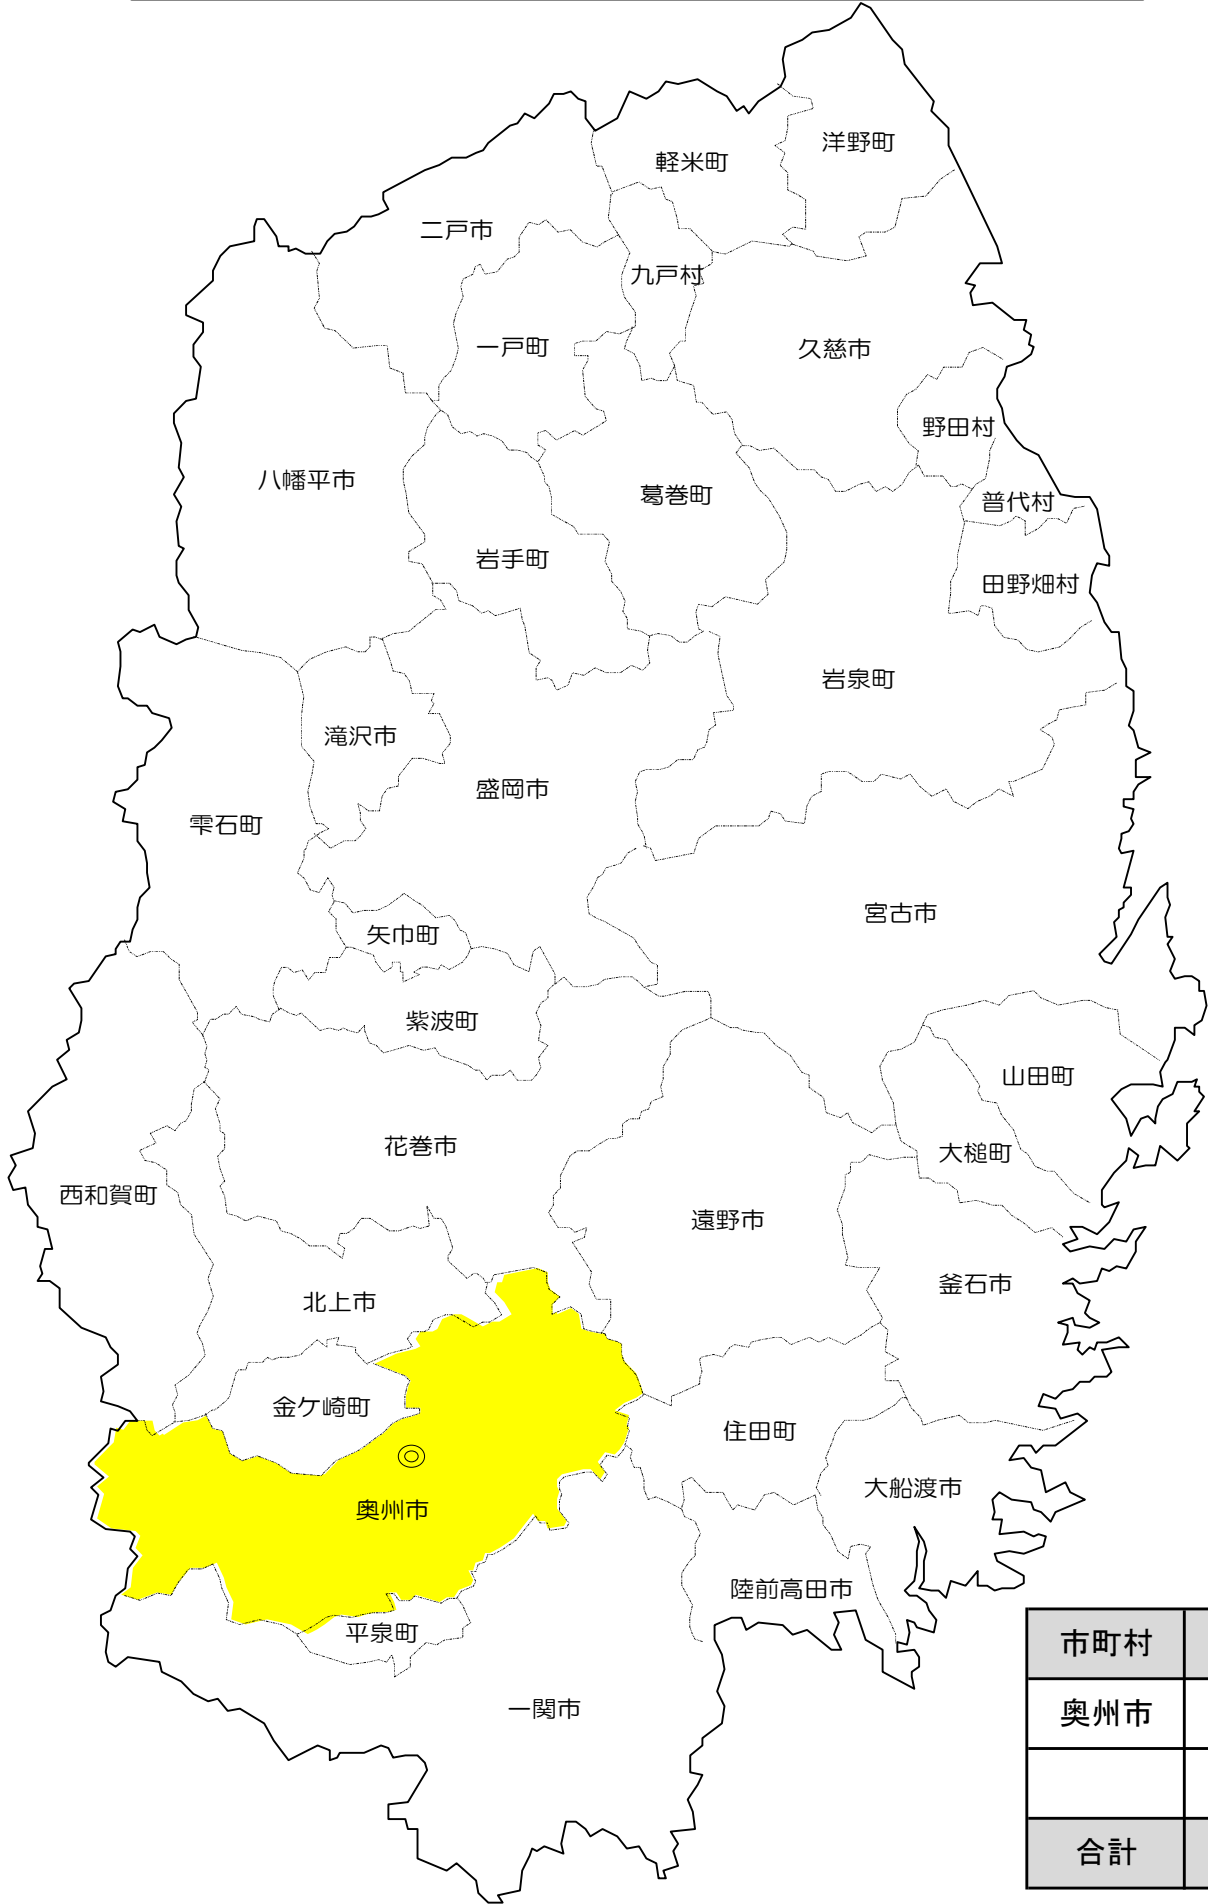 洋野町
軽米町
二戸市
九戸村
一戸町
久慈市
野田村
八幡平市
葛巻町
普代村
岩手町
田野畑村
岩泉町
滝沢市
盛岡市
雫石町
宮古市
矢巾町
紫波町
山田町
花巻市
大槌町
西和賀町
遠野市
釜石市
北上市
金ケ崎町
住田町
大船渡市
奥州市
陸前高田市
平泉町
一関市
市町村
奥州市
合計